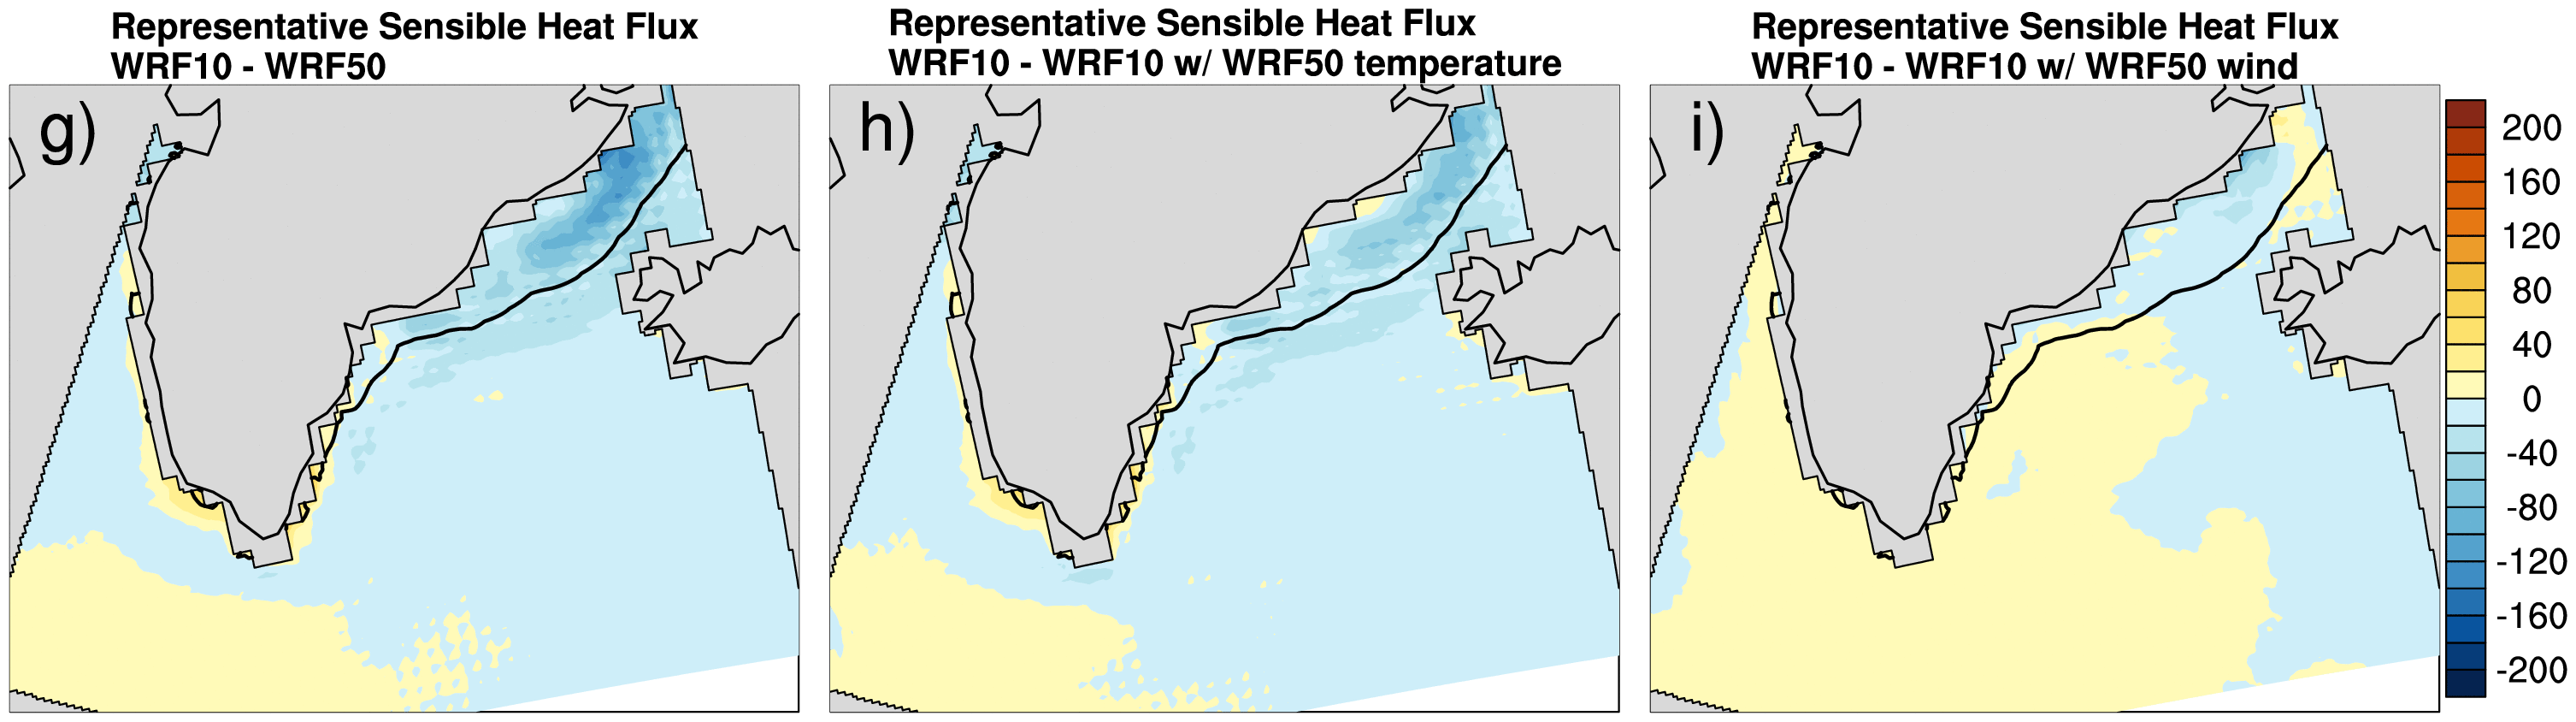 Representative Sensible Heat Flux
WRF10 - WRF50
Representative Sensible Heat Flux
WRF10 - WRF10 w/ WRF50 temperature
Representative Sensible Heat Flux
WRF10 - WRF10 w/ WRF50 wind
g)
h)
i)
200
160
120
80
40
0
-40
-80
-120
-160
-200